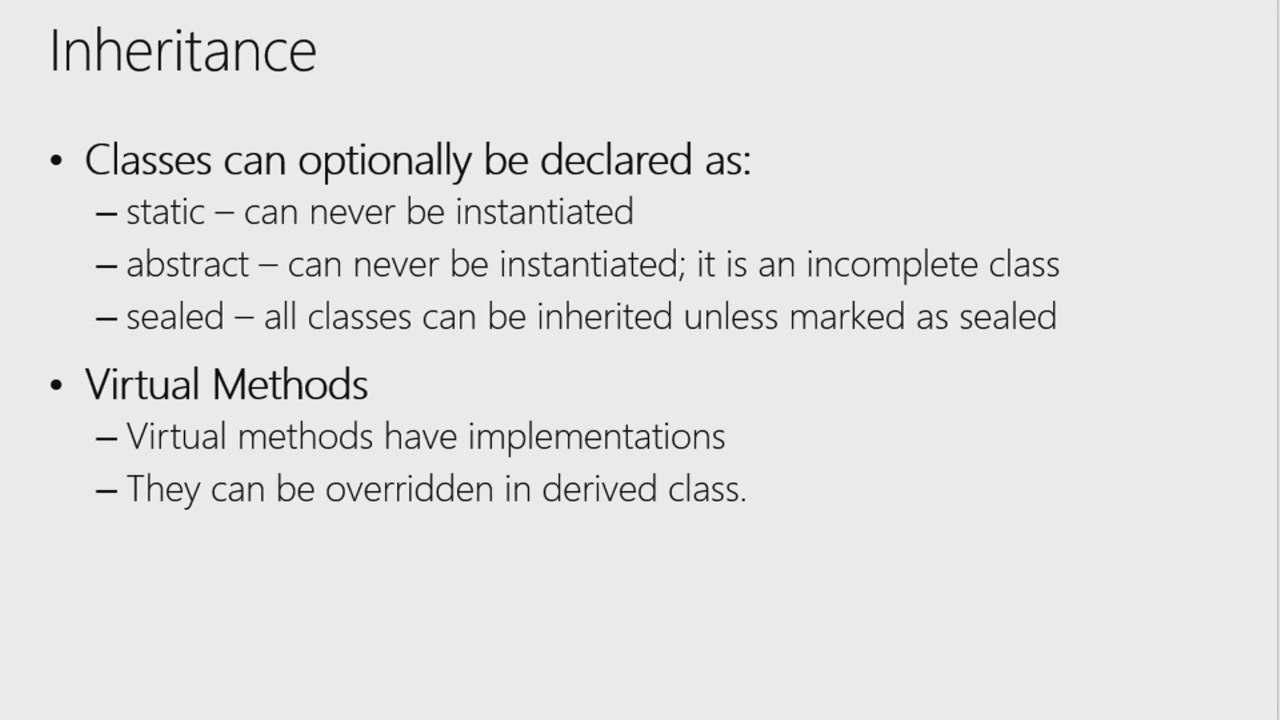 Inheritance
• Classes can optionally be declared as:
– static – can never be instantiated
– abstract – can never be instantiated; it is an incomplete class
– sealed – all classes can be inherited unless marked as sealed
• Virtual Methods
– Virtual methods have implementations
– They can be overridden in derived class.